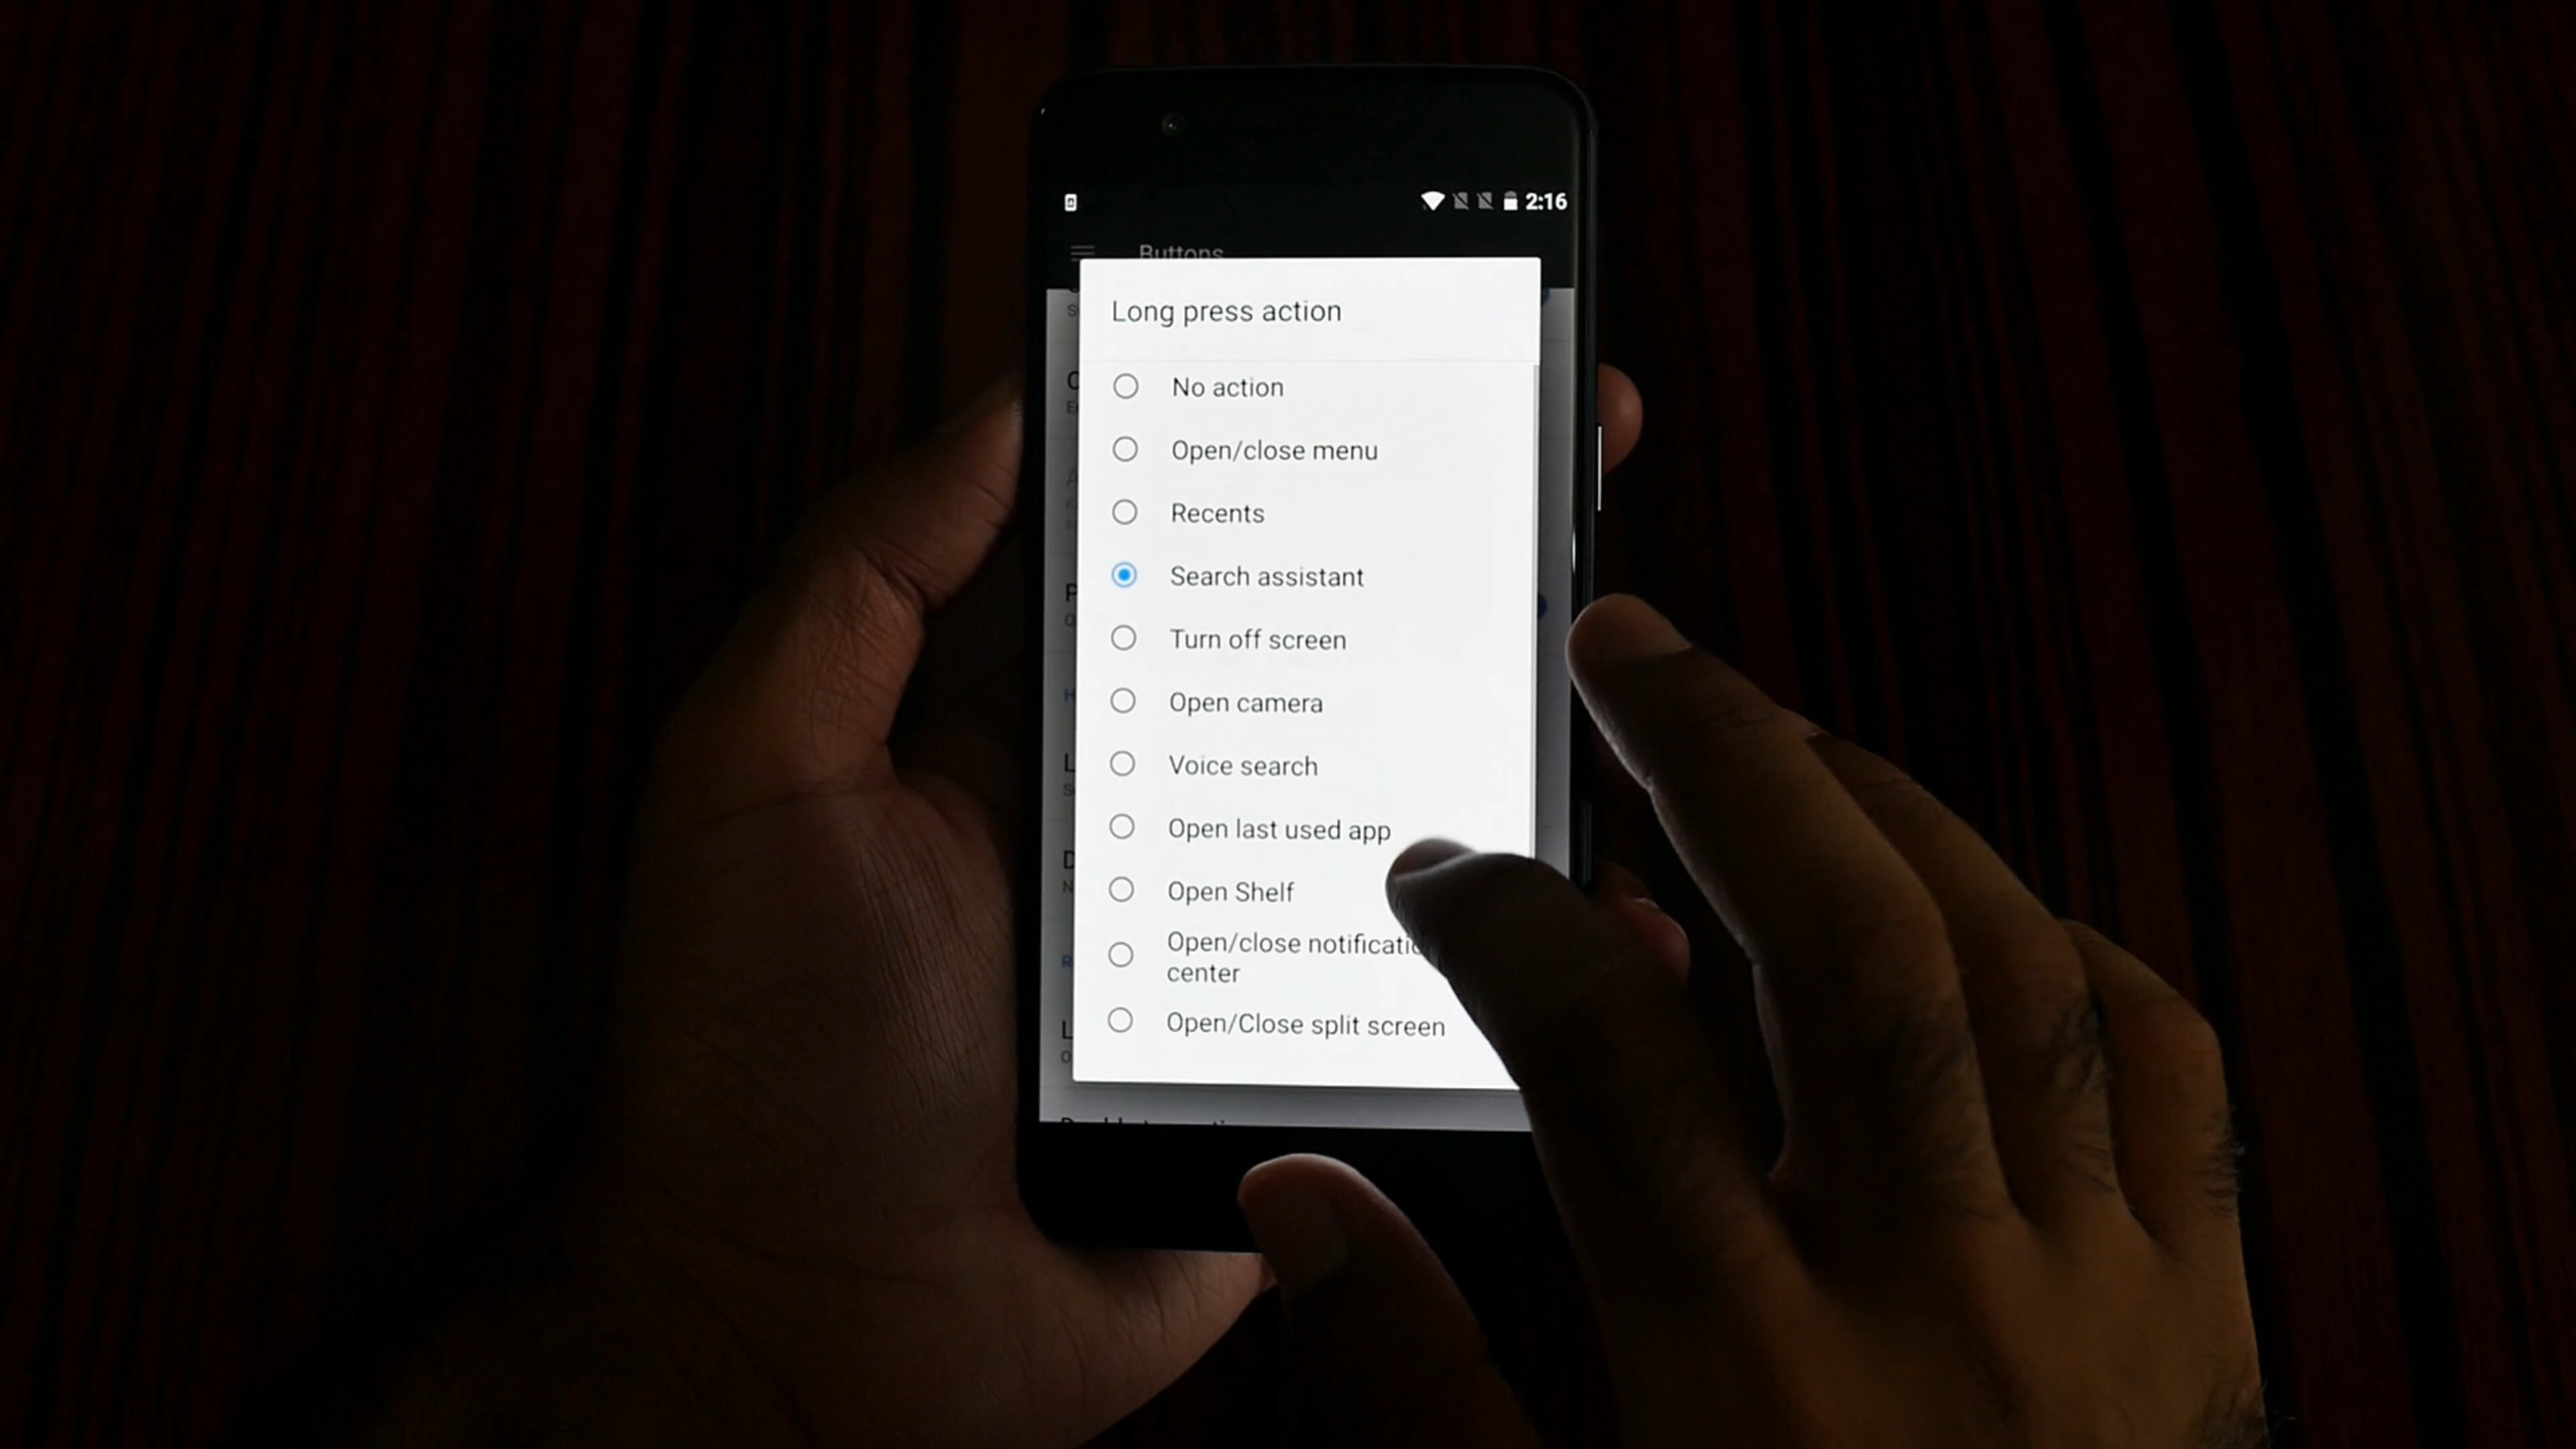 2:16
Buttons
Long press action
No action
Open/close menu
Recents
Search assistant
Turn off screen
Open camera
Voice search
Open last used app
Open Shelf
Open/close
center
Open/Close split screen